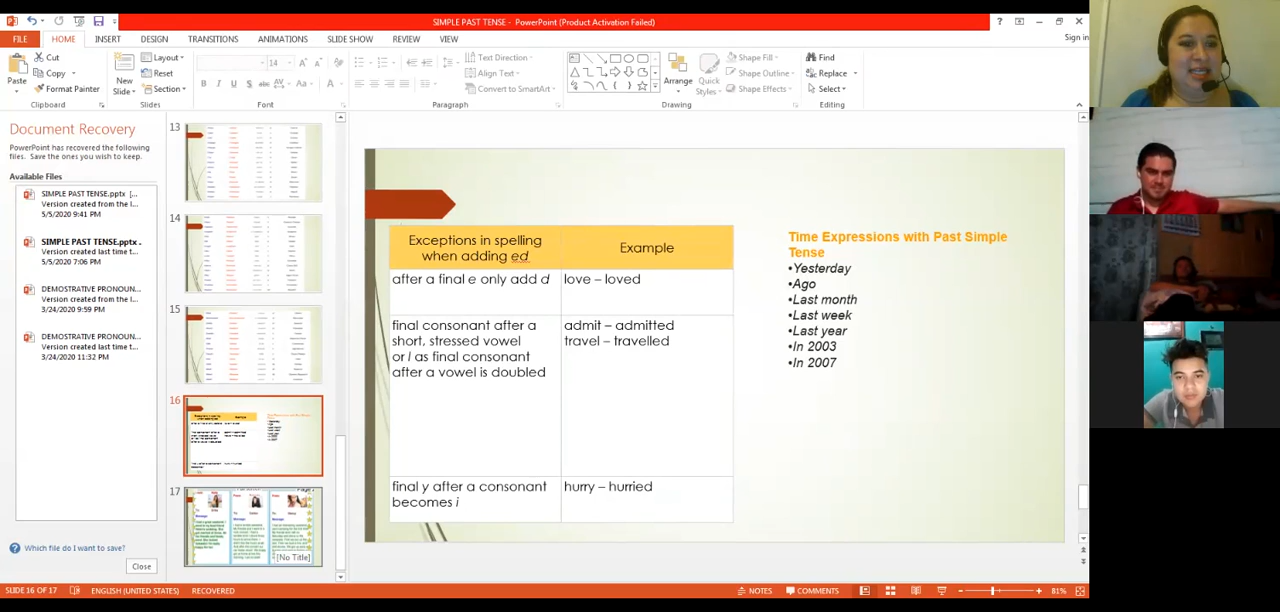 SIMPLE PAST TENSE - PowerPoint (Product Activation Failed)
FILE HOME INSERT DESIGN TRANSITIONS ANIMATIONS SLIDE SHOW REVIEW VIEW
Sign in
Paste
Cut
Copy
Format Painter
Clipboard
New Slide
Layout
Reset
Section
Slides
14
Font
Text Direction
Align Text
Convert to SmartArt
Paragraph
Arrange
Quick Styles
Shape Fill
Shape Outline
Shape Effects
Drawing
Find
Replace
Select
Editing
Document Recovery
PowerPoint has recovered the following
files. Save the ones you wish to keep.
Available Files
SIMPLE PAST TENSE.pptx [...
Version created from the l...
5/5/2020 9:41 PM
SIMPLE PAST TENSE.pptx ...
Version created last time t...
5/5/2020 7:06 PM
DEMOSTRATIVE PRONOUN...
Version created from the l...
3/24/2020 9:59 PM
DEMOSTRATIVE PRONOUN...
Version created last time t...
3/24/2020 11:32 PM
Which file do I want to save?
Close
13
14
15
16
17
[No Title]
Exceptions in spelling
when adding ed
Example
after a final e only add d
love – loved
final consonant after a
short, stressed vowel
or l as final consonant
after a vowel is doubled
admit – admitted
travel – travelled
final y after a consonant
becomes i
hurry – hurried
Time Expressions with Past Simple
Tense
•Yesterday
•Ago
•Last month
•Last week
•Last year
•In 2003
•In 2007
SLIDE 16 OF 17 ENGLISH (UNITED STATES) RECOVERED
NOTES COMMENTS 81%